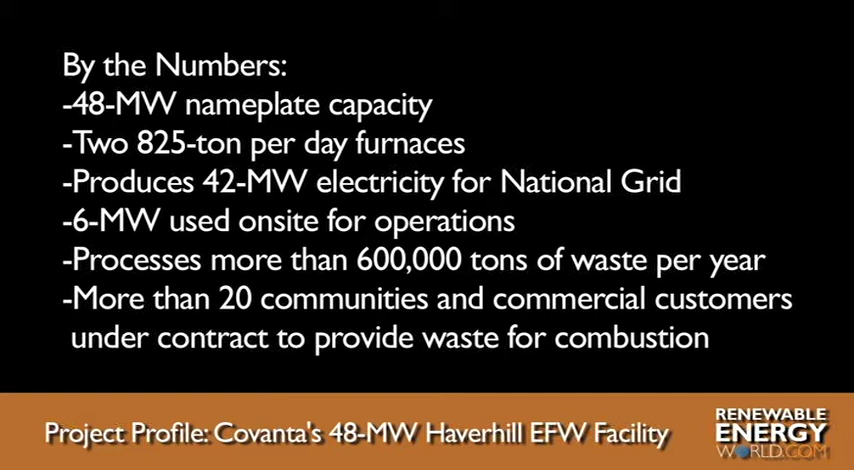 By the Numbers:
-48-MW nameplate capacity
-Two 825-ton per day furnaces
-Produces 42-MW electricity for National Grid
-6-MW used onsite for operations
-Processes more than 600,000 tons of waste per year
-More than 20 communities and commercial customers
under contract to provide waste for combustion
Project Profile: Covanta's 48-MW Haverhill EFW Facility
RENEWABLE
ENERGY
WORLD.COM